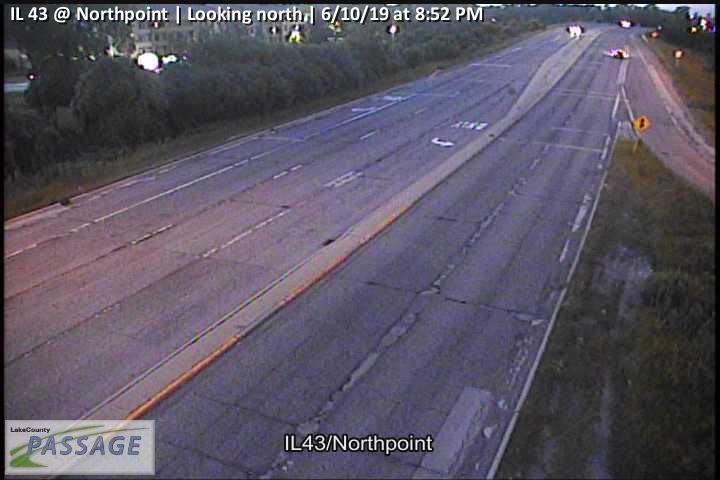 IL 43 @ Northpoint | Looking north | 6/10/19 at 8:52 PM
IL43/Northpoint
LakeCounty
PASSAGE